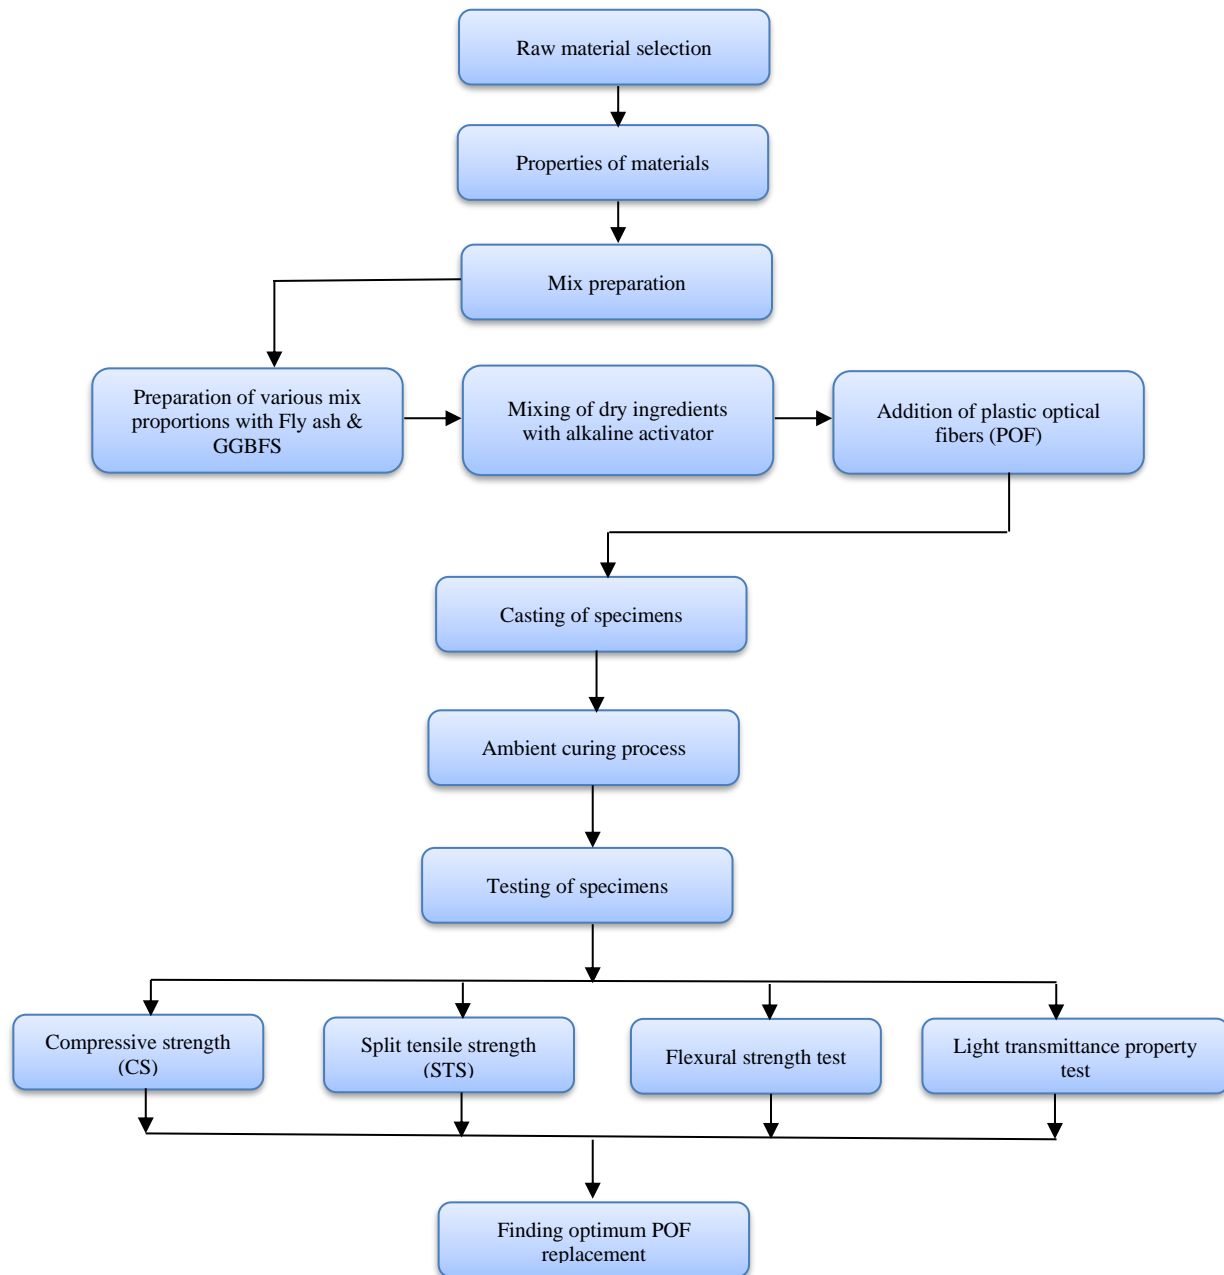 Raw material selection
Properties of materials
Mix preparation
Preparation of various mix
proportions with Fly ash &
GGBFS
Mixing of dry ingredients
with alkaline activator
Addition of plastic optical
fibers (POF)
Casting of specimens
Ambient curing process
Testing of specimens
Compressive strength
(CS)
Split tensile strength
(STS)
Flexural strength test
Light transmittance property
test
Finding optimum POF
replacement